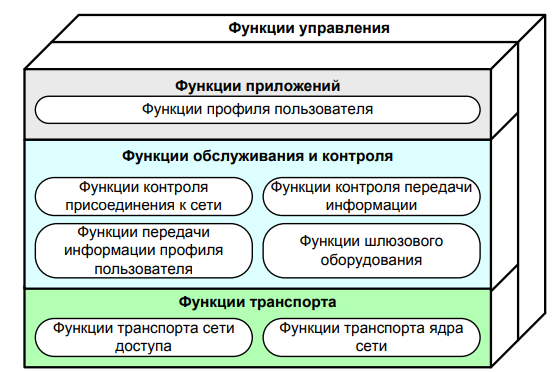 Функции управления
Функции приложений
Функции профиля пользователя
Функции обслуживания и контроля
Функции контроля
присоединения к сети
Функции контроля передачи
информации
Функции передачи
информации профиля
пользователя
Функции шлюзового
оборудования
Функции транспорта
Функции транспорта сети
доступа
Функции транспорта ядра
сети